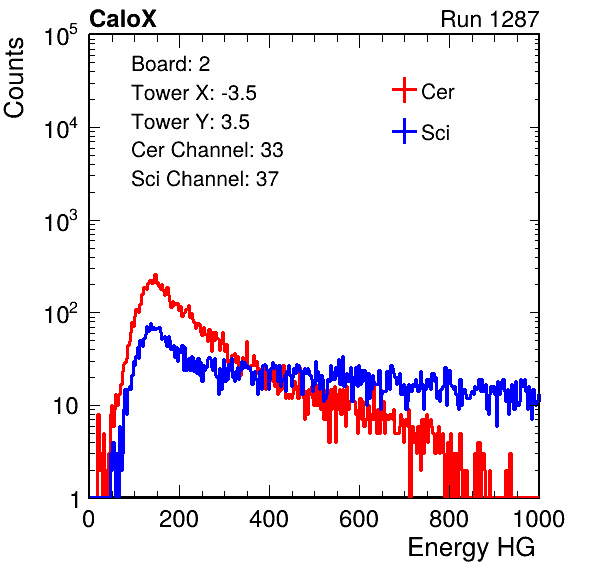 CaloX Run 1287
Counts
Board: 2
Tower X: -3.5
Tower Y: 3.5
Cer Channel: 33
Sci Channel: 37
Cer
Sci
10^5
10^4
10^3
10^2
10
1
0 200 400 600 800 1000
Energy HG